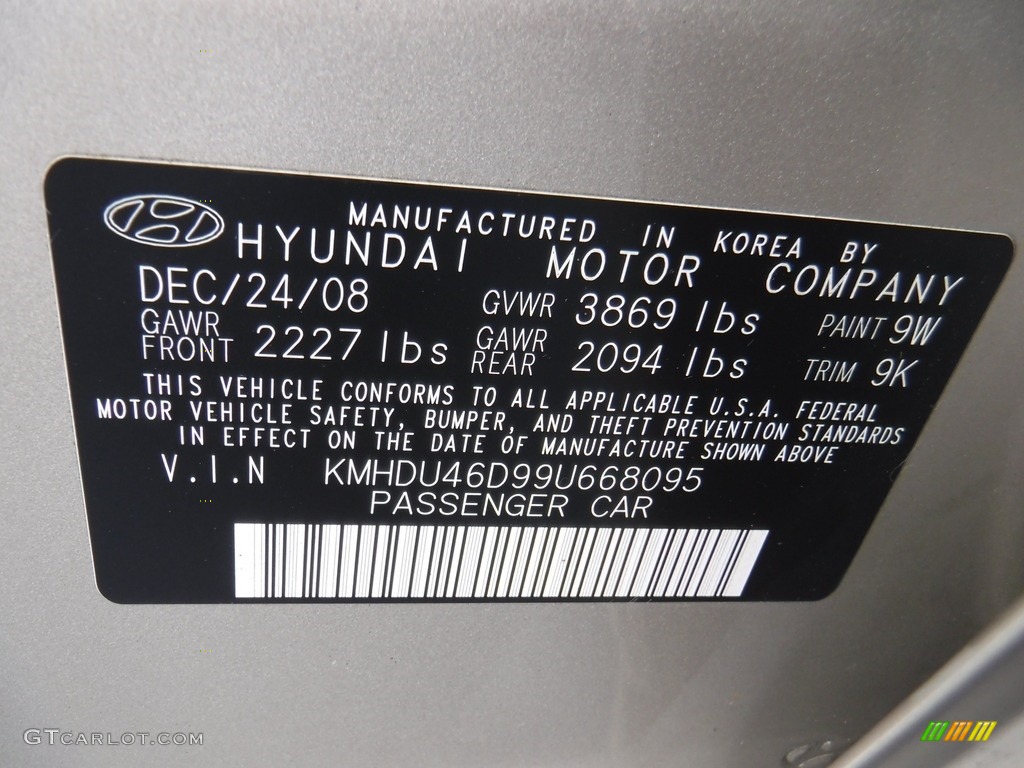 MANUFACTURED IN KOREA BY
HYUNDAI MOTOR COMPANY
DEC/24/08 GVWR 3869 lbs PAINT 9W
GAWR FRONT 2227 lbs GAWR REAR 2094 lbs TRIM 9K
THIS VEHICLE CONFORMS TO ALL APPLICABLE U.S.A. FEDERAL
MOTOR VEHICLE SAFETY, BUMPER, AND THEFT PREVENTION STANDARDS
IN EFFECT ON THE DATE OF MANUFACTURE SHOWN ABOVE
V.I.N KMHDU46D99U668095
PASSENGER CAR
GTCARLOT.COM